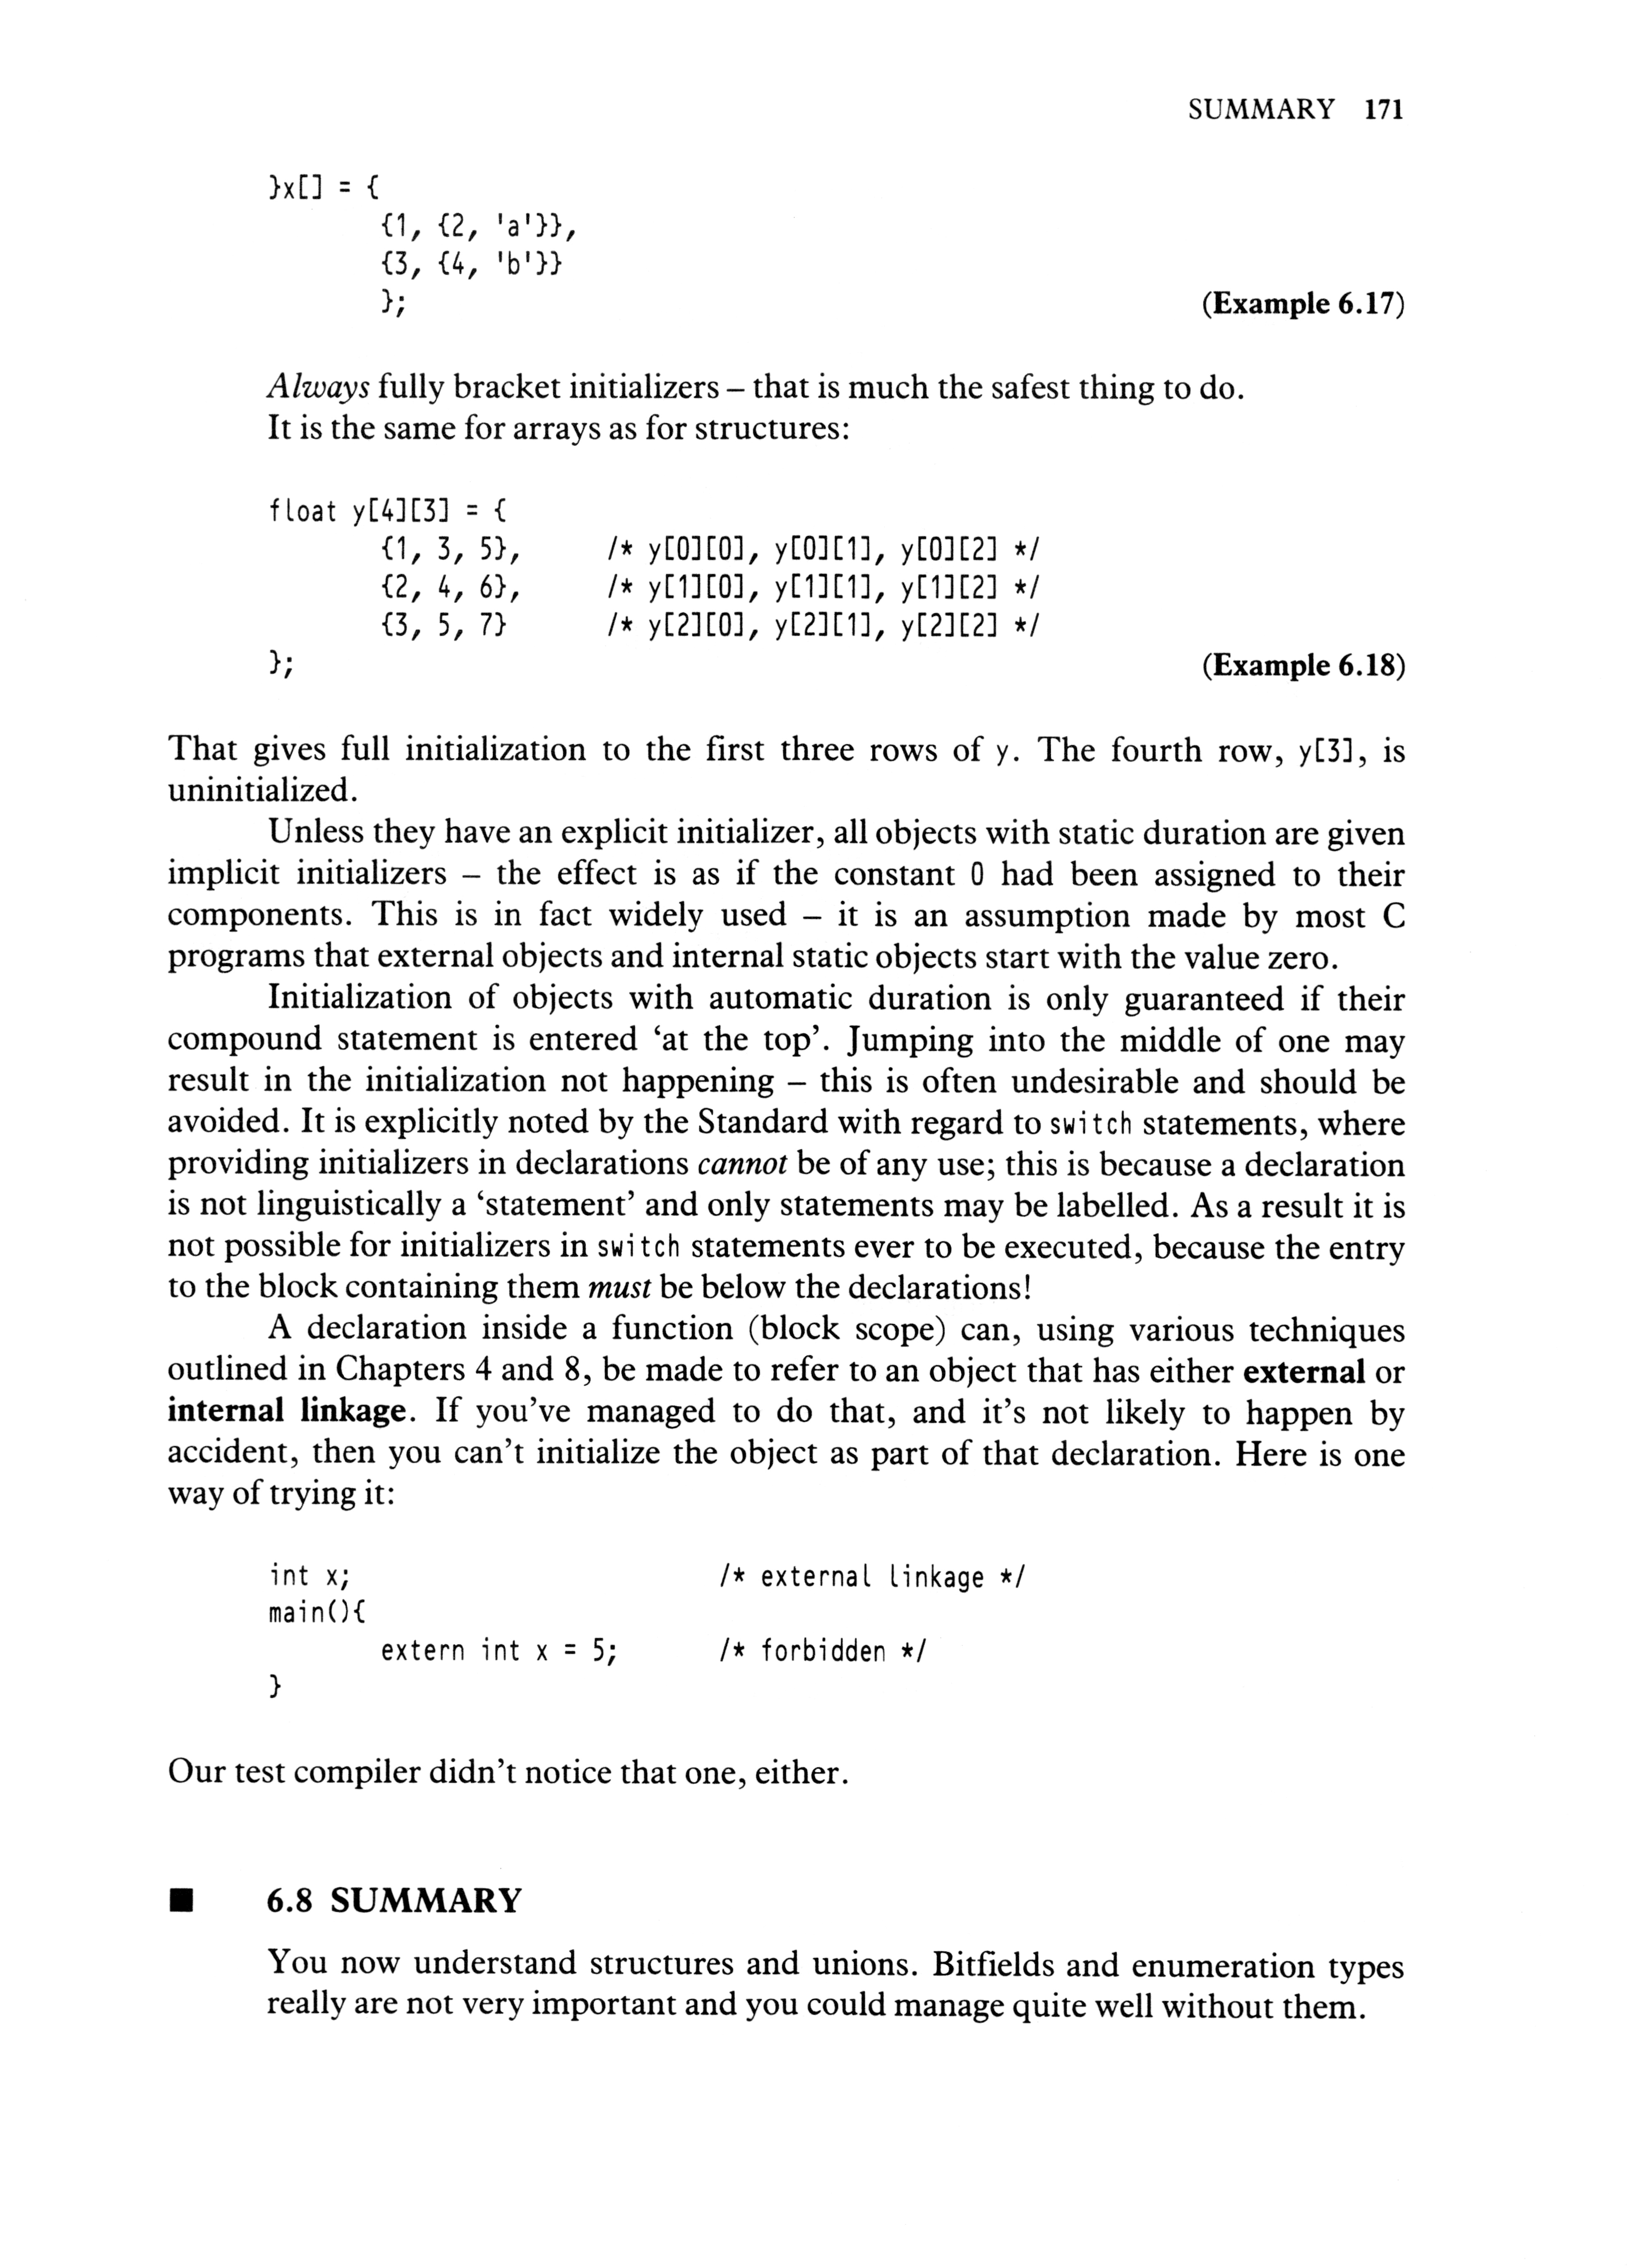 SUMMARY 171
}x[] = {
{1, {2, 'a'}},
{3, {4, 'b'}}
};
(Example 6.17)
Always fully bracket initializers – that is much the safest thing to do.
It is the same for arrays as for structures:
float y[4][3] = {
{1, 3, 5}, /* y[0][0], y[0][1], y[0][2] */
{2, 4, 6}, /* y[1][0], y[1][1], y[1][2] */
{3, 5, 7} /* y[2][0], y[2][1], y[2][2] */
};
(Example 6.18)
That gives full initialization to the first three rows of y. The fourth row, y[3], is
uninitialized.
Unless they have an explicit initializer, all objects with static duration are given
implicit initializers – the effect is as if the constant 0 had been assigned to their
components. This is in fact widely used – it is an assumption made by most C
programs that external objects and internal static objects start with the value zero.
Initialization of objects with automatic duration is only guaranteed if their
compound statement is entered ‘at the top’. Jumping into the middle of one may
result in the initialization not happening – this is often undesirable and should be
avoided. It is explicitly noted by the Standard with regard to switch statements, where
providing initializers in declarations cannot be of any use; this is because a declaration
is not linguistically a ‘statement’ and only statements may be labelled. As a result it is
not possible for initializers in switch statements ever to be executed, because the entry
to the block containing them must be below the declarations!
A declaration inside a function (block scope) can, using various techniques
outlined in Chapters 4 and 8, be made to refer to an object that has either external or
internal linkage. If you’ve managed to do that, and it’s not likely to happen by
accident, then you can’t initialize the object as part of that declaration. Here is one
way of trying it:
int x; /* external linkage */
main(){
extern int x = 5; /* forbidden */
}
Our test compiler didn’t notice that one, either.
■ 6.8 SUMMARY
You now understand structures and unions. Bitfields and enumeration types
really are not very important and you could manage quite well without them.